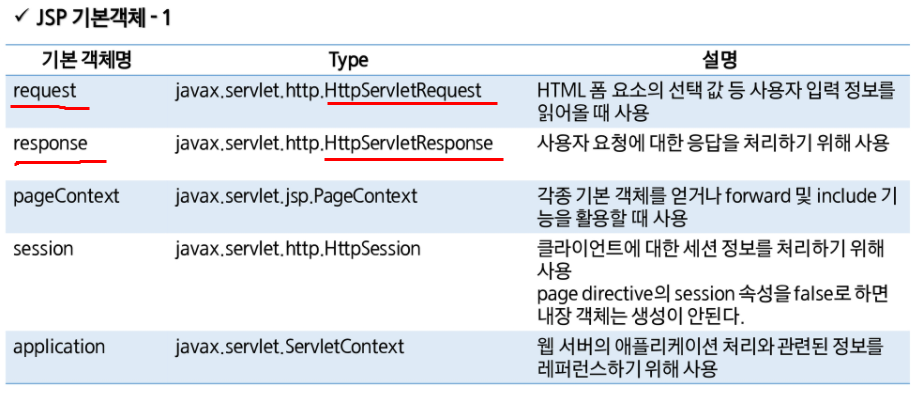 ✓ JSP 기본객체 - 1
기본 객체명 Type 설명
request javax.servlet.http.HttpServletRequest HTML 폼 요소의 선택 값 등 사용자 입력 정보를
읽어올 때 사용
response javax.servlet.http.HttpServletResponse 사용자 요청에 대한 응답을 처리하기 위해 사용
pageContext javax.servlet.jsp.PageContext 각종 기본 객체를 얻거나 forward 및 include 기
능을 활용할 때 사용
session javax.servlet.http.HttpSession 클라이언트에 대한 세션 정보를 처리하기 위해
사용
page directive의 session 속성을 false로 하면
내장 객체는 생성이 안된다.
application javax.servlet.ServletContext 웹 서버의 애플리케이션 처리와 관련된 정보를
레퍼런스하기 위해 사용